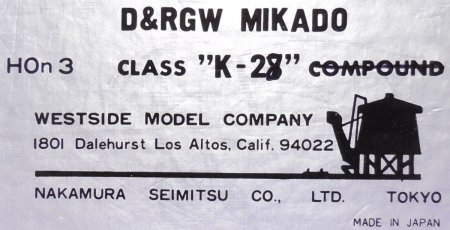 D&RGW MIKADO
HOn3 CLASS "K-28" COMPOUND
WESTSIDE MODEL COMPANY
1801 Dalehurst Los Altos, Calif. 94022
NAKAMURA SEIMITSU CO., LTD. TOKYO
MADE IN JAPAN